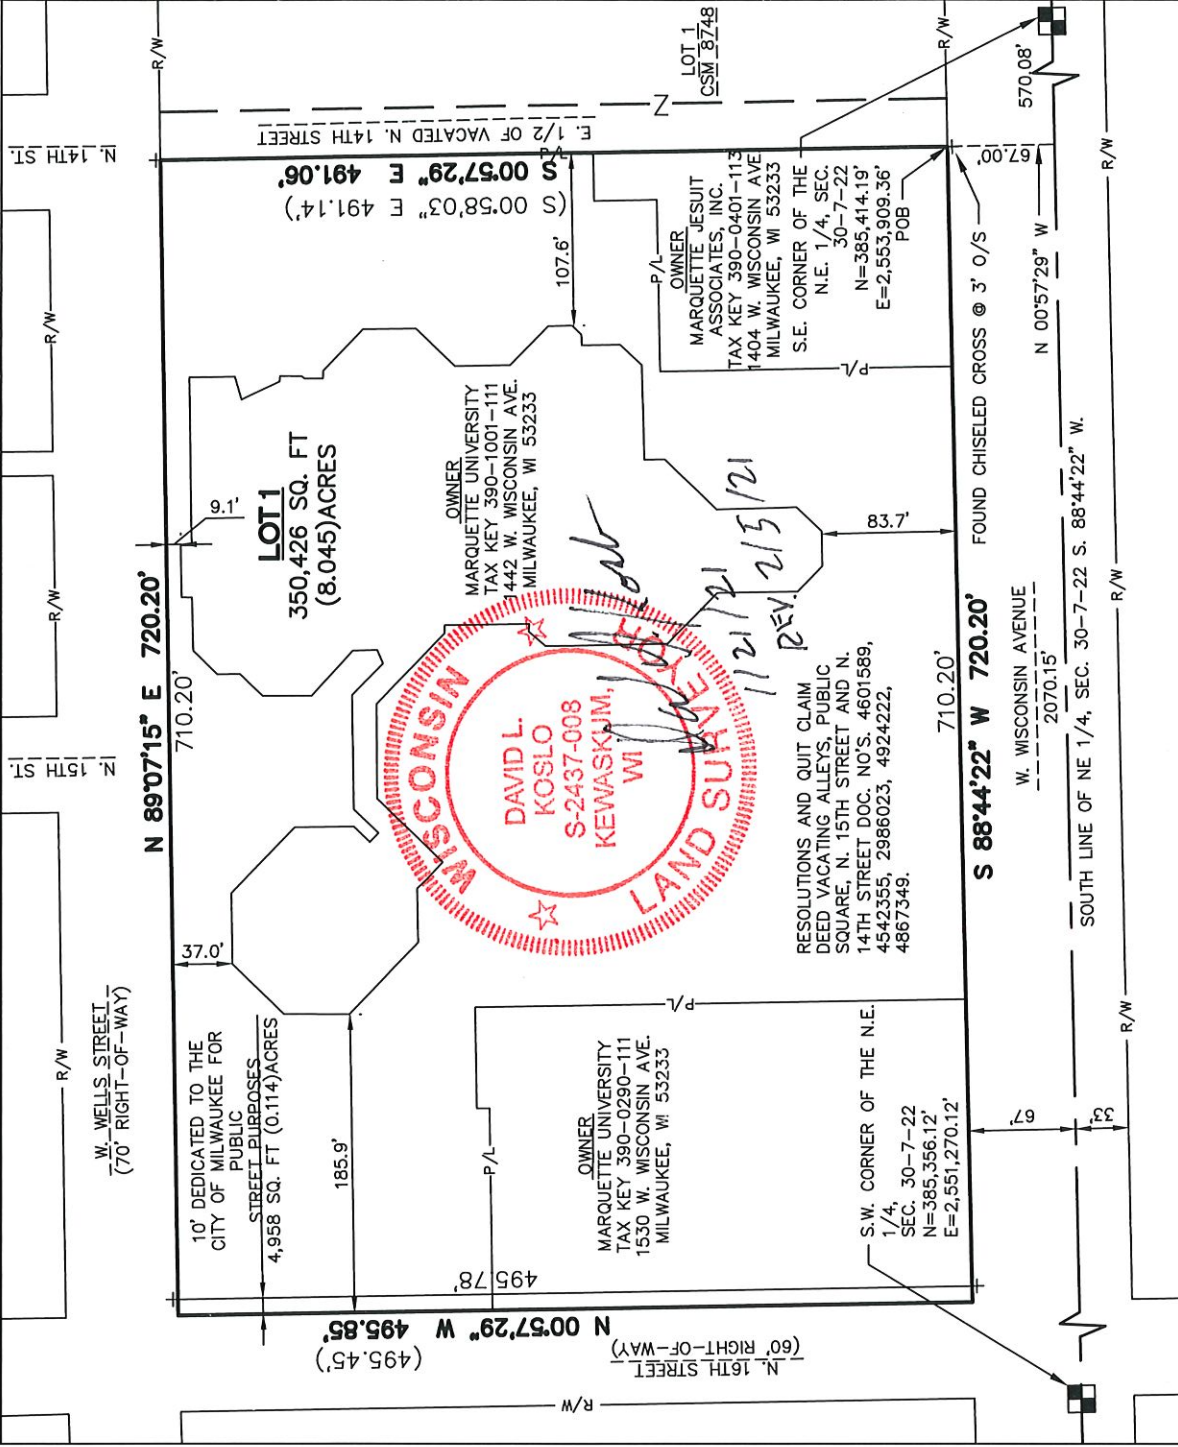 W. WELLS STREET
(70' RIGHT-OF-WAY)
N. 14TH ST.
N. 15TH ST.
R/W
R/W
R/W
R/W
R/W
N 89°07'15" E 720.20'
710.20'
9.1'
37.0'
LOT 1
350,426 SQ. FT
(8.045)ACRES
10' DEDICATED TO THE
CITY OF MILWAUKEE FOR
PUBLIC
STREET PURPOSES
4,958 SQ. FT (0.114)ACRES
185.9'
S 00°57'29" E 491.06'
(S 00°58'03" E 491.14')
E. 1/2 OF VACATED N. 14TH STREET
P/L
Z
LOT 1
CSM 8748
107.6'
OWNER
MARQUETTE UNIVERSITY
TAX KEY 390-1001-111
1442 W. WISCONSIN AVE.
MILWAUKEE, WI 53233
P/L
OWNER
MARQUETTE JESUIT
ASSOCIATES, INC.
TAX KEY 390-0401-113
1404 W. WISCONSIN AVE
MILWAUKEE, WI 53233
P/L
S.E. CORNER OF THE
N.E. 1/4, SEC.
30-7-22
N=385,414.19'
E=2,553,909.36'
POB
WISCONSIN
DAVID L.
KOSLO
S-2437-008
KEWASKUM,
WI
LAND SURVEYOR
1/21/21
REV. 2/5/21
83.7'
RESOLUTIONS AND QUIT CLAIM
DEED VACATING ALLEYS, PUBLIC
SQUARE, N. 15TH STREET AND N.
14TH STREET DOC. NO'S. 4601589,
4542355, 2986023, 4924222,
4867349.
P/L
P/L
OWNER
MARQUETTE UNIVERSITY
TAX KEY 390-0290-111
1530 W. WISCONSIN AVE.
MILWAUKEE, WI 53233
495.78'
N 00°57'29" W 495.85'
(495.45')
N. 16TH STREET
(60' RIGHT-OF-WAY)
R/W
S.W. CORNER OF THE N.E.
1/4,
SEC. 30-7-22
N=385,356.12'
E=2,551,270.12'
710.20'
S 88°44'22" W 720.20'
FOUND CHISELED CROSS @ 3' O/S
R/W
67.00'
N 00°57'29" W
570.08'
W. WISCONSIN AVENUE
2070.15'
67'
33'
SOUTH LINE OF NE 1/4, SEC. 30-7-22 S. 88°44'22" W.
R/W
R/W
R/W